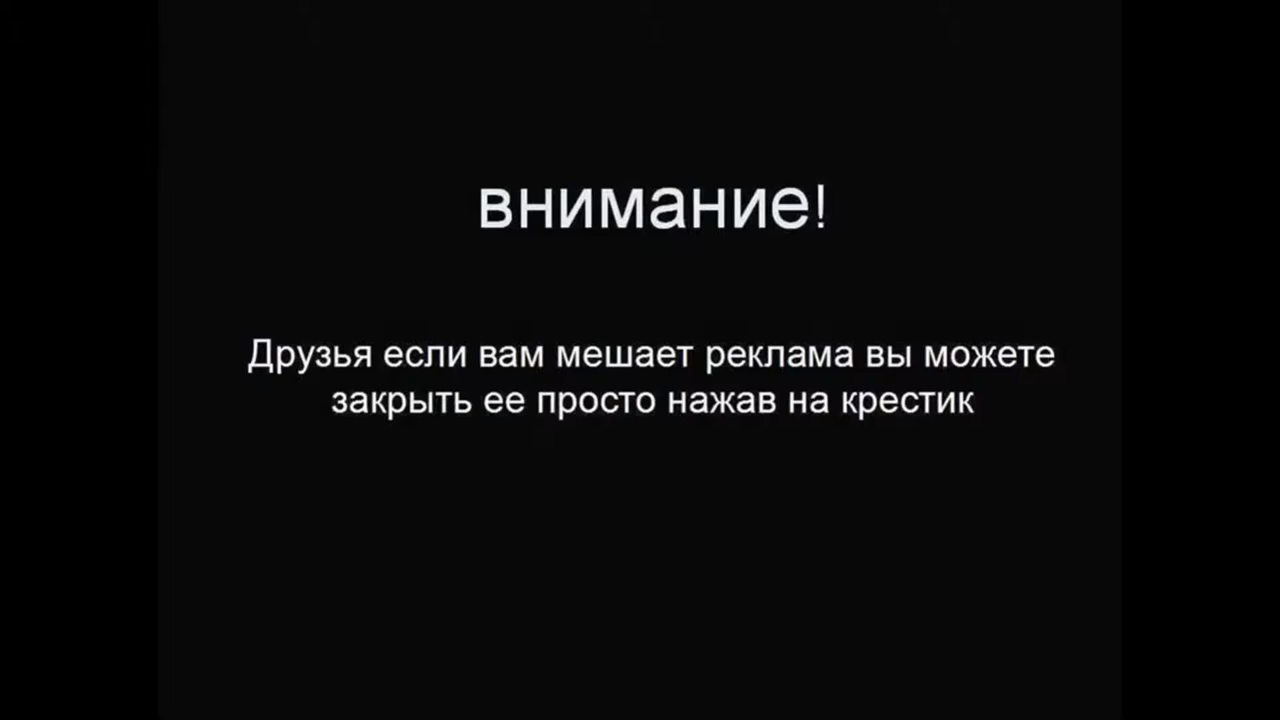 внимание!
Друзья если вам мешает реклама вы можете
закрыть ее просто нажав на крестик